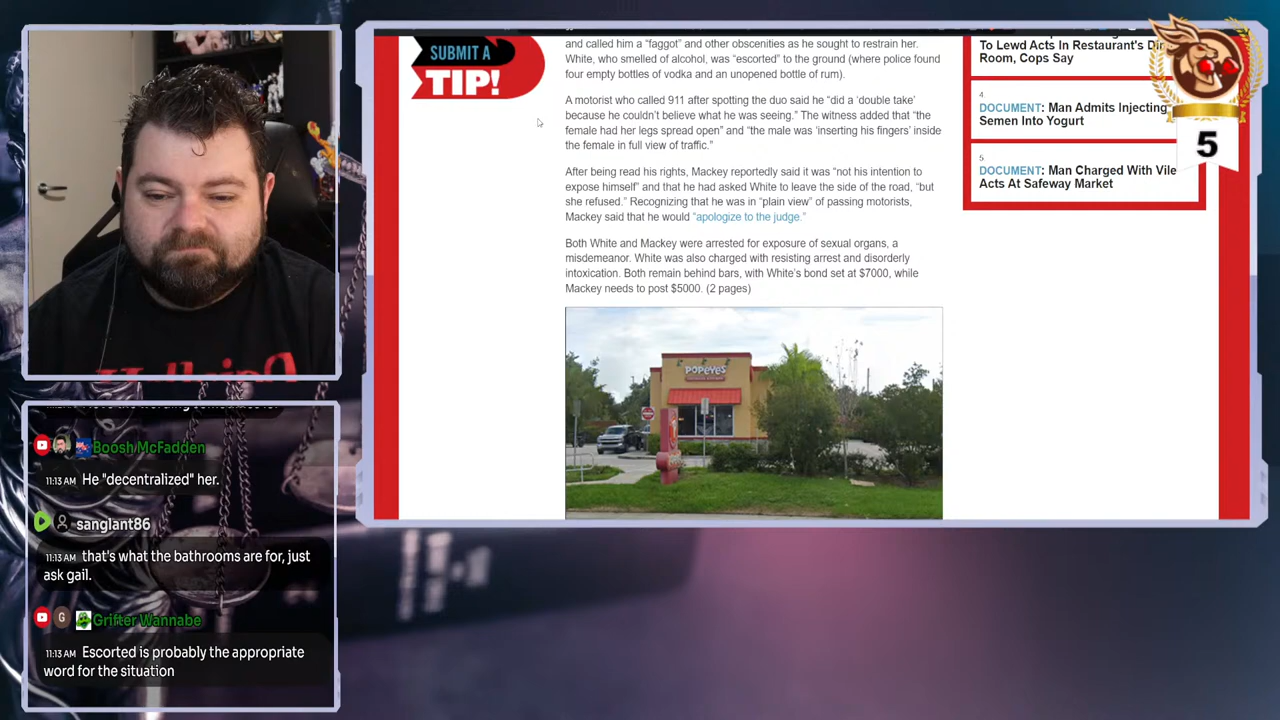 SUBMIT A
TIP!
and called him a “faggot” and other obscenities as he sought to restrain her.
White, who smelled of alcohol, was “escorted” to the ground (where police found
four empty bottles of vodka and an unopened bottle of rum).
A motorist who called 911 after spotting the duo said he “did a ‘double take’
because he couldn’t believe what he was seeing.” The witness added that “the
female had her legs spread open” and “the male was ‘inserting his fingers’ inside
the female in full view of traffic.”
After being read his rights, Mackey reportedly said it was “not his intention to
expose himself” and that he had asked White to leave the side of the road, “but
she refused.” Recognizing that he was in “plain view” of passing motorists,
Mackey said that he would “apologize to the judge.”
Both White and Mackey were arrested for exposure of sexual organs, a
misdemeanor. White was also charged with resisting arrest and disorderly
intoxication. Both remain behind bars, with White’s bond set at $7000, while
Mackey needs to post $5000. (2 pages)
POPEYES
To Lewd Acts In Restaurant's
Room, Cops Say
4
DOCUMENT: Man Admits Injecting
Semen Into Yogurt
5
DOCUMENT: Man Charged With Vile
Acts At Safeway Market
5
Boosh McFadden
11:13 AM He "decentralized" her.
sanglant86
11:13 AM that's what the bathrooms are for, just
ask gail.
G Grifter Wannabe
11:13 AM Escorted is probably the appropriate
word for the situation